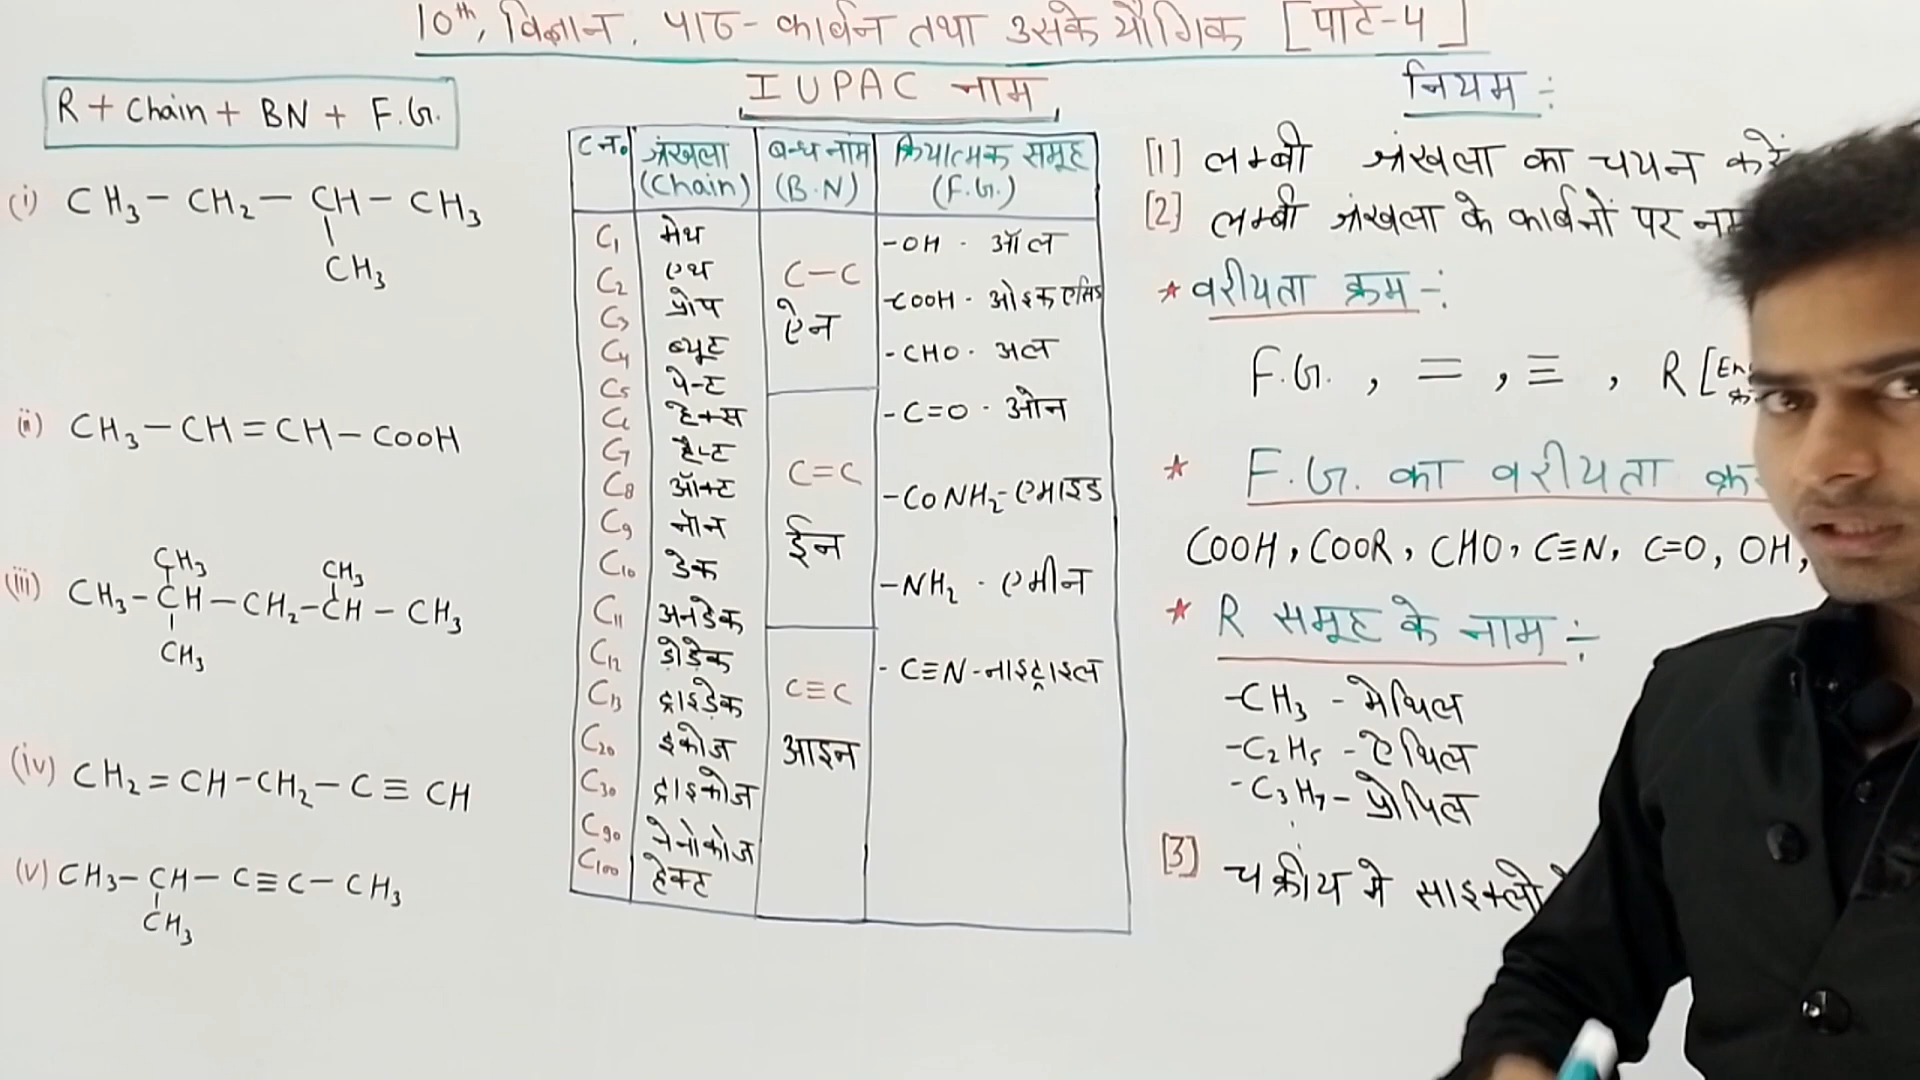 10th, विज्ञान, पाठ- कार्बन तथा उसके यौगिक [पार्ट-4]
IUPAC नाम
R + Chain + BN + F.G.
(i) CH₃ - CH₂ - CH - CH₃
CH₃
(ii) CH₃ - CH = CH - COOH
CH₃ CH₃
(iii) CH₃ - CH - CH₂ - CH - CH₃
CH₃
(iv) CH₂ = CH - CH₂ - C ≡ CH
(v) CH₃ - CH - C ≡ C - CH₃
CH₃
C नं. श्रंखला (Chain) बन्ध नाम (B.N) क्रियात्मक समूह (F.G.)
C₁ मेथ
C₂ एथ
C₃ प्रोप
C₄ ब्यूट
C₅ पेन्ट
C₆ हेक्स
C₇ हेप्ट
C₈ ऑक्ट
C₉ नॉन
C₁₀ डेक
C₁₁ अनडेक
C₁₂ डोडेक
C₁₃ ट्राइडेक
C₂₀ इकोज
C₃₀ ट्राइकोज
C₉₀ नेनोकोज
C₁₀₀ हेक्ट
C-C
ऐन
C=C
ईन
C≡C
आइन
-OH - ऑल
-COOH - ओइक एसिड
-CHO - अल
-C=O - ओन
-CONH₂ - एमाइड
-NH₂ - एमीन
-C≡N - नाइट्राइल
नियम :-
[1] लम्बी श्रंखला का चयन करें
[2] लम्बी श्रंखला के कार्बनों पर
* वरीयता क्रम -:
F.G. , = , ≡ , R [En
* F.G. का वरीयता
COOH, COOR, CHO, C≡N, C=O, OH,
* R समूह के नाम :-
-CH₃ - मेथिल
-C₂H₅ - ऐथिल
-C₃H₇ - प्रोपिल
[3] चक्रीय मे साइक्लो